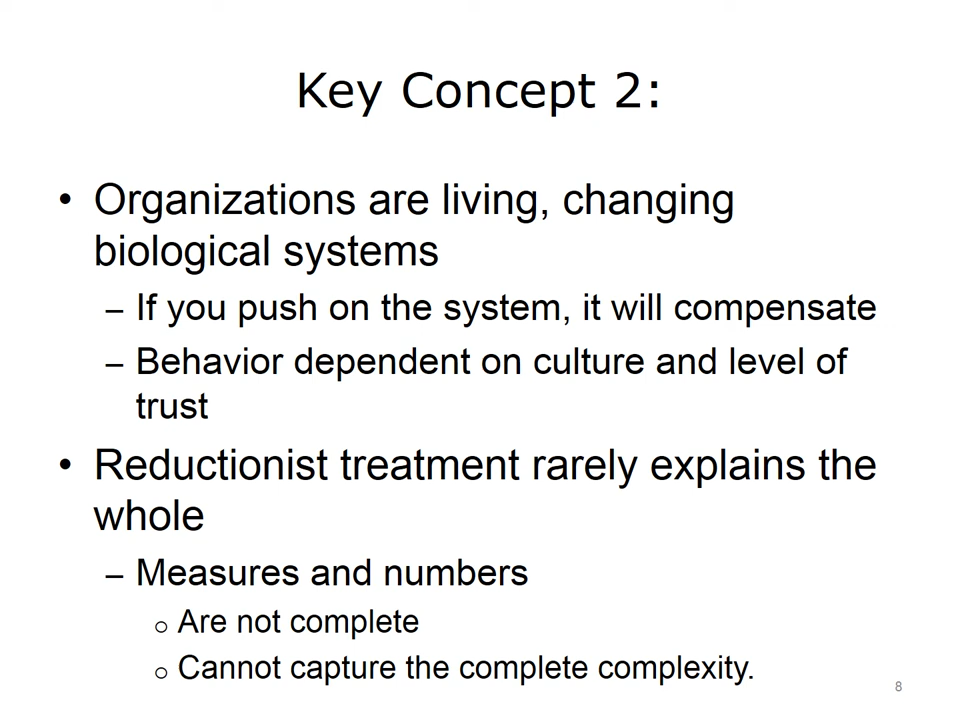 Key Concept 2:
• Organizations are living, changing
biological systems
– If you push on the system, it will compensate
– Behavior dependent on culture and level of
trust
• Reductionist treatment rarely explains the
whole
– Measures and numbers
o Are not complete
o Cannot capture the complete complexity.
8